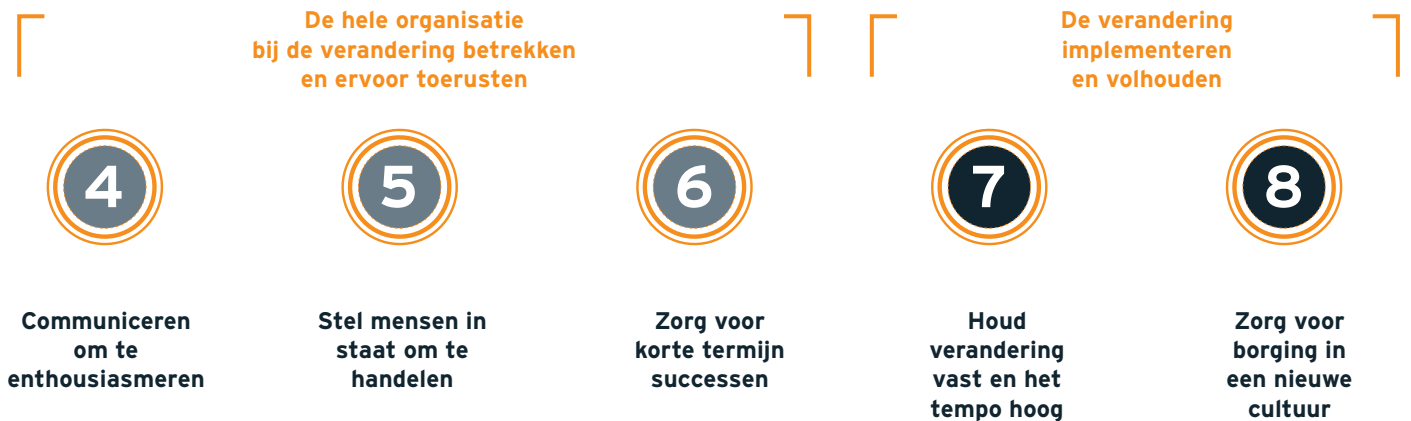 De hele organisatie
bij de verandering betrekken
en ervoor toerusten
De verandering
implementeren
en volhouden
4
5
6
7
8
Communiceren
om te
enthousiasmeren
Stel mensen in
staat om te
handelen
Zorg voor
korte termijn
successen
Houd
verandering
vast en het
tempo hoog
Zorg voor
borging in
een nieuwe
cultuur